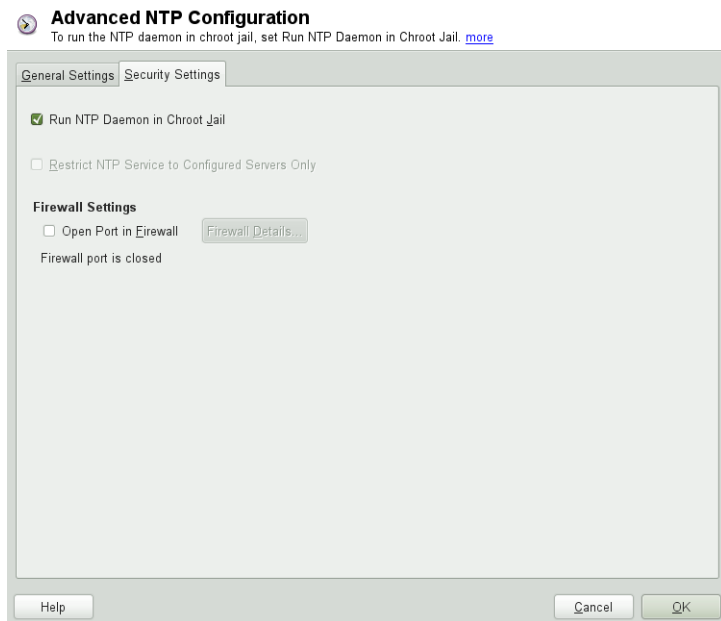 Advanced NTP Configuration
To run the NTP daemon in chroot jail, set Run NTP Daemon in Chroot Jail. more
General Settings Security Settings
Run NTP Daemon in Chroot Jail
Restrict NTP Service to Configured Servers Only
Firewall Settings
Open Port in Firewall Firewall Details...
Firewall port is closed
Help Cancel OK